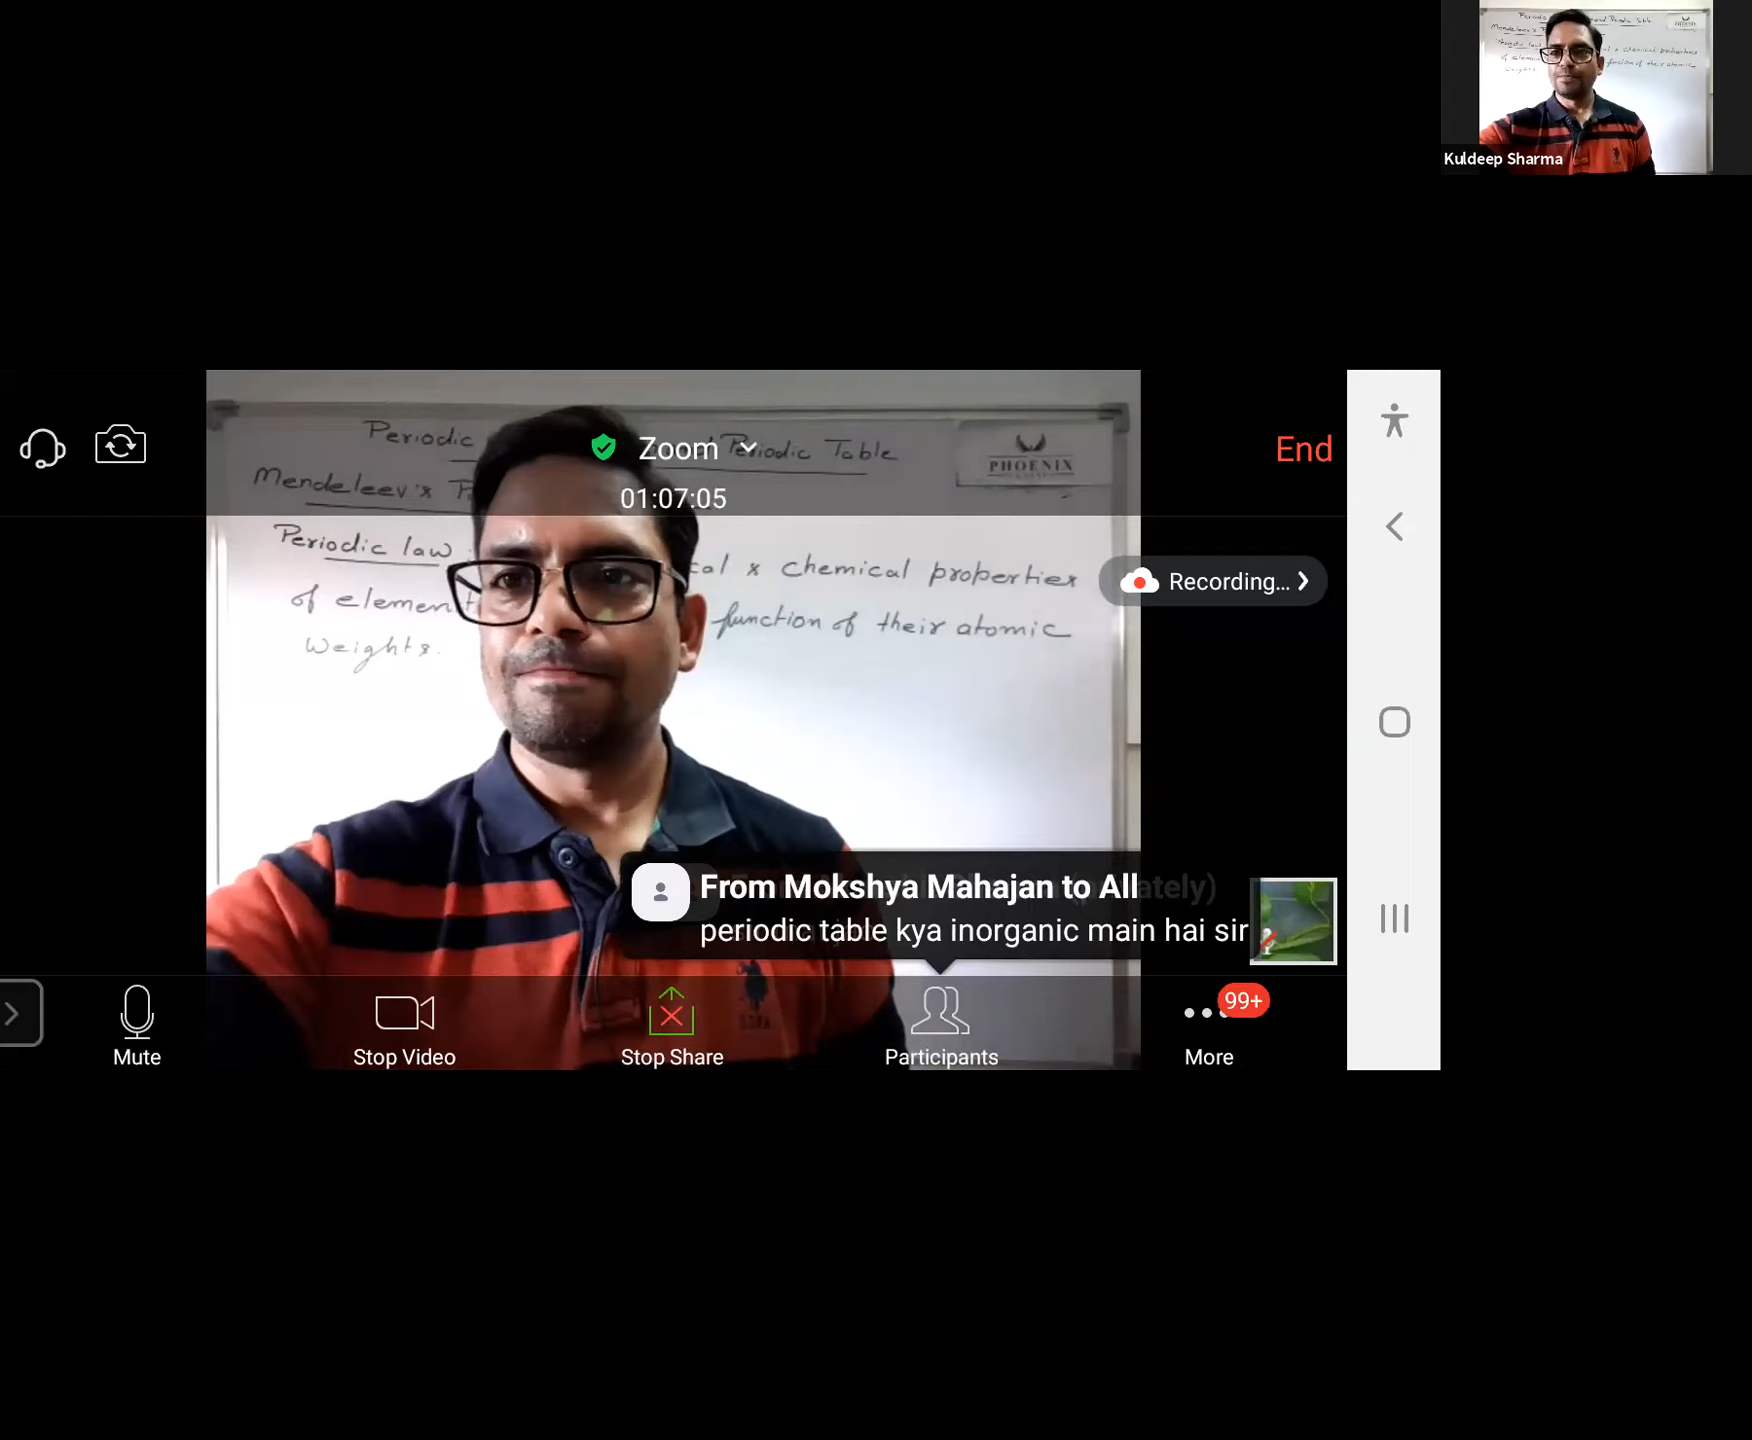 Kuldeep Sharma
Zoom
01:07:05
End
Periodic Periodic Table
PHOENIX
Mendeleev's
Periodic law chemical properties
of element function of their atomic
weights.
Recording...
From Mokshya Mahajan to All
periodic table kya inorganic main hai sir
Mute
Stop Video
Stop Share
Participants
More
99+